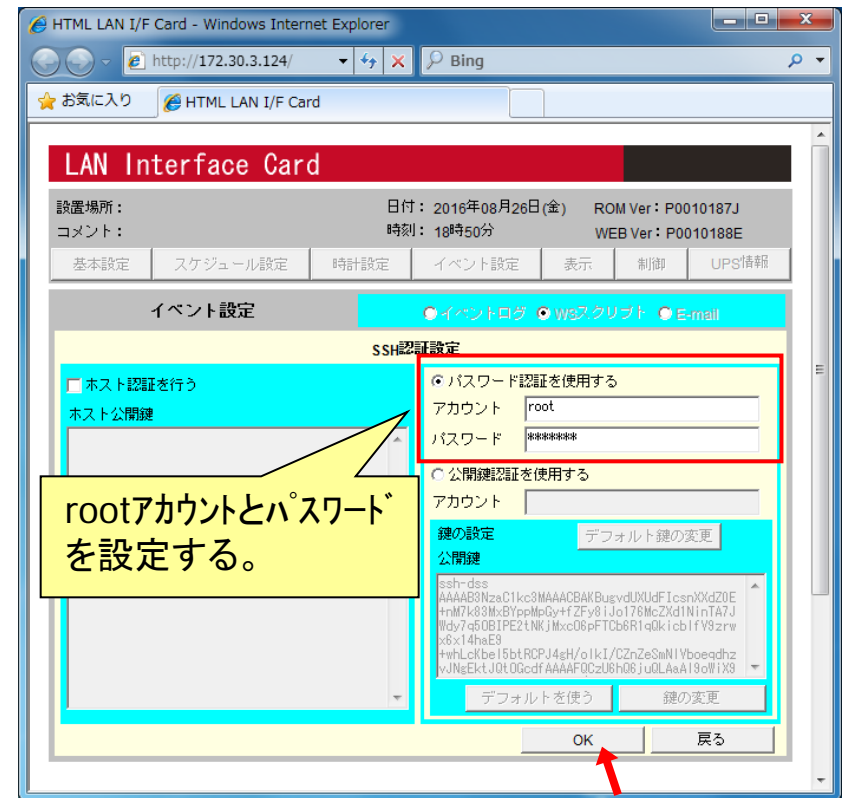 HTML LAN I/F Card - Windows Internet Explorer
http://172.30.3.124/
Bing
お気に入り
HTML LAN I/F Card
LAN Interface Card
設置場所：
日付： 2016年08月26日(金)
ROM Ver：P0010187J
コメント：
時刻： 18時50分
WEB Ver：P0010188E
基本設定
スケジュール設定
時計設定
イベント設定
表示
制御
UPS情報
イベント設定
イベントログ
WSスクリプト
E-mail
SSH認証設定
ホスト認証を行う
ホスト公開鍵
パスワード認証を使用する
アカウント root
パスワード *******
公開鍵認証を使用する
アカウント
rootアカウントとパスワード
を設定する。
鍵の設定
デフォルト鍵の変更
公開鍵
ssh-dss
デフォルトを使う
鍵の変更
OK
戻る